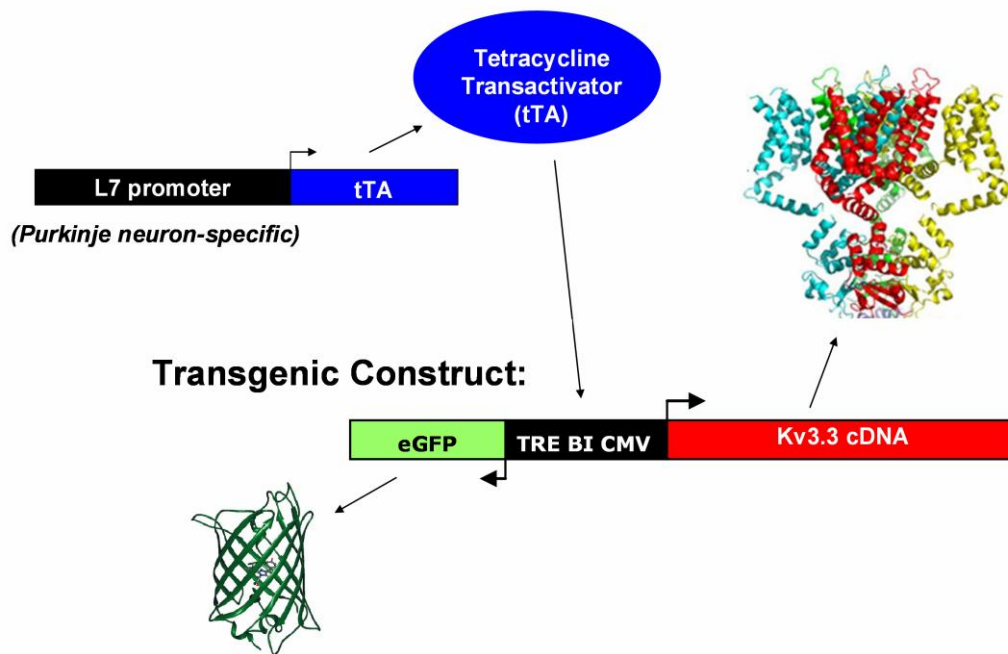 Tetracycline
Transactivator
(tTA)
L7 promoter
tTA
(Purkinje neuron-specific)
Transgenic Construct:
eGFP
TRE BI CMV
Kv3.3 cDNA